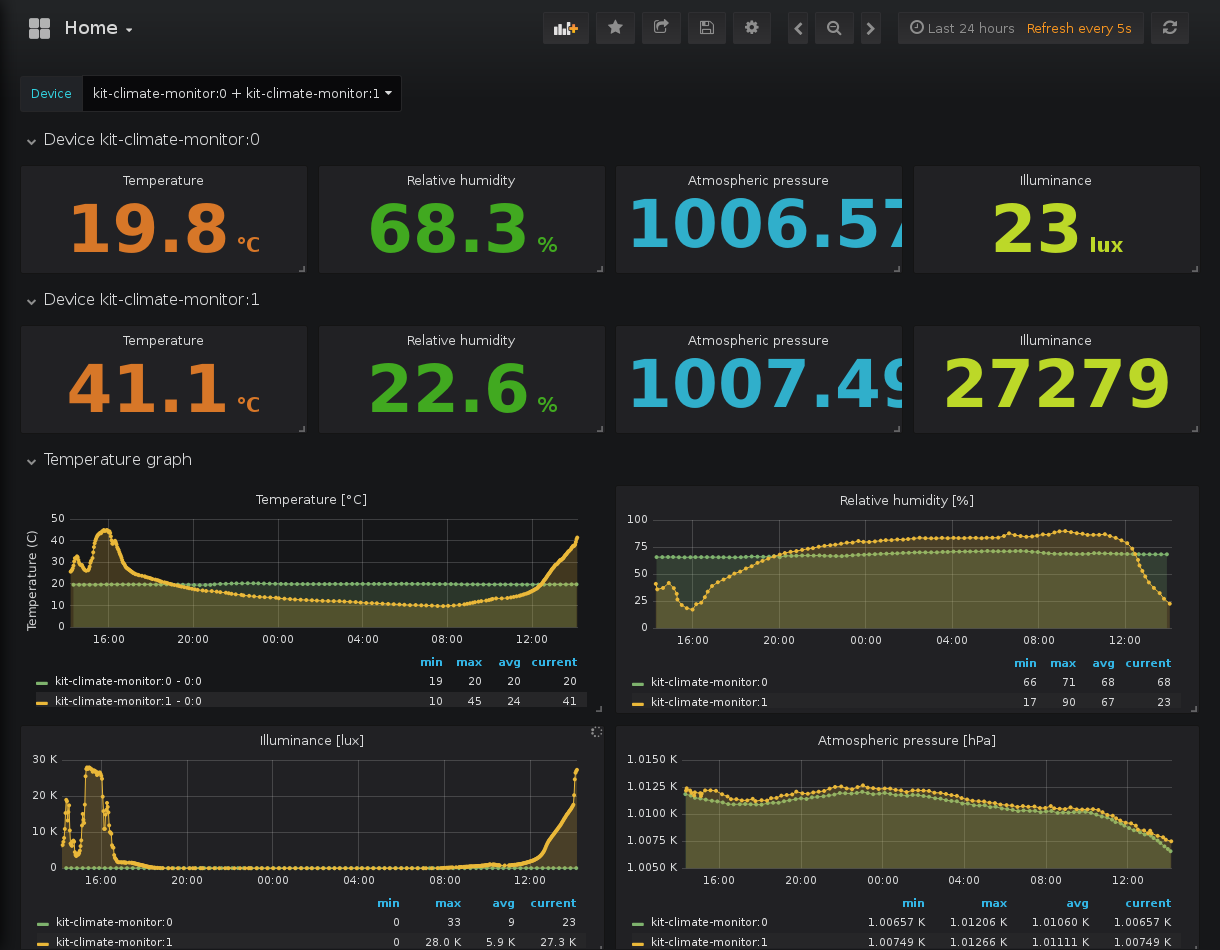 Home
Last 24 hours Refresh every 5s
Device kit-climate-monitor:0 + kit-climate-monitor:1
Device kit-climate-monitor:0
Temperature Relative humidity Atmospheric pressure Illuminance
19.8 °C 68.3 % 1006.57 23 lux
Device kit-climate-monitor:1
Temperature Relative humidity Atmospheric pressure Illuminance
41.1 °C 22.6 % 1007.49 27279
Temperature graph
Temperature [°C]
Temperature (C)
50
40
30
20
10
0
16:00 20:00 00:00 04:00 08:00 12:00
min max avg current
kit-climate-monitor:0 - 0:0 19 20 20 20
kit-climate-monitor:1 - 0:0 10 45 24 41
Relative humidity [%]
100
75
50
25
0
16:00 20:00 00:00 04:00 08:00 12:00
min max avg current
kit-climate-monitor:0 66 71 68 68
kit-climate-monitor:1 17 90 67 23
Illuminance [lux]
30 K
20 K
10 K
0
16:00 20:00 00:00 04:00 08:00 12:00
min max avg current
kit-climate-monitor:0 0 33 9 23
kit-climate-monitor:1 0 28.0 K 5.9 K 27.3 K
Atmospheric pressure [hPa]
1.0150 K
1.0125 K
1.0100 K
1.0075 K
1.0050 K
16:00 20:00 00:00 04:00 08:00 12:00
min max avg current
kit-climate-monitor:0 1.00657 K 1.01206 K 1.01060 K 1.00657 K
kit-climate-monitor:1 1.00749 K 1.01266 K 1.01111 K 1.00749 K